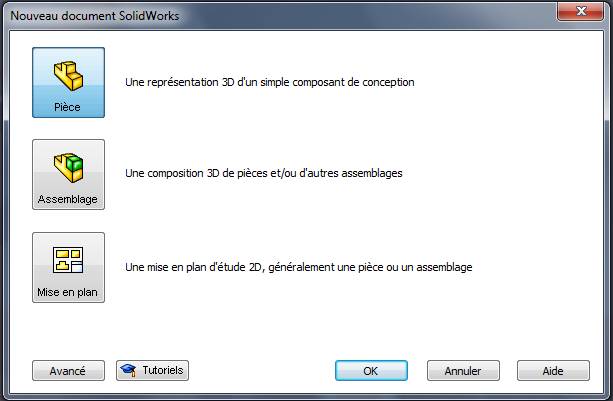 Nouveau document SolidWorks
Pièce
Une représentation 3D d'un simple composant de conception
Assemblage
Une composition 3D de pièces et/ou d'autres assemblages
Mise en plan
Une mise en plan d'étude 2D, généralement une pièce ou un assemblage
Avancé Tutoriels OK Annuler Aide